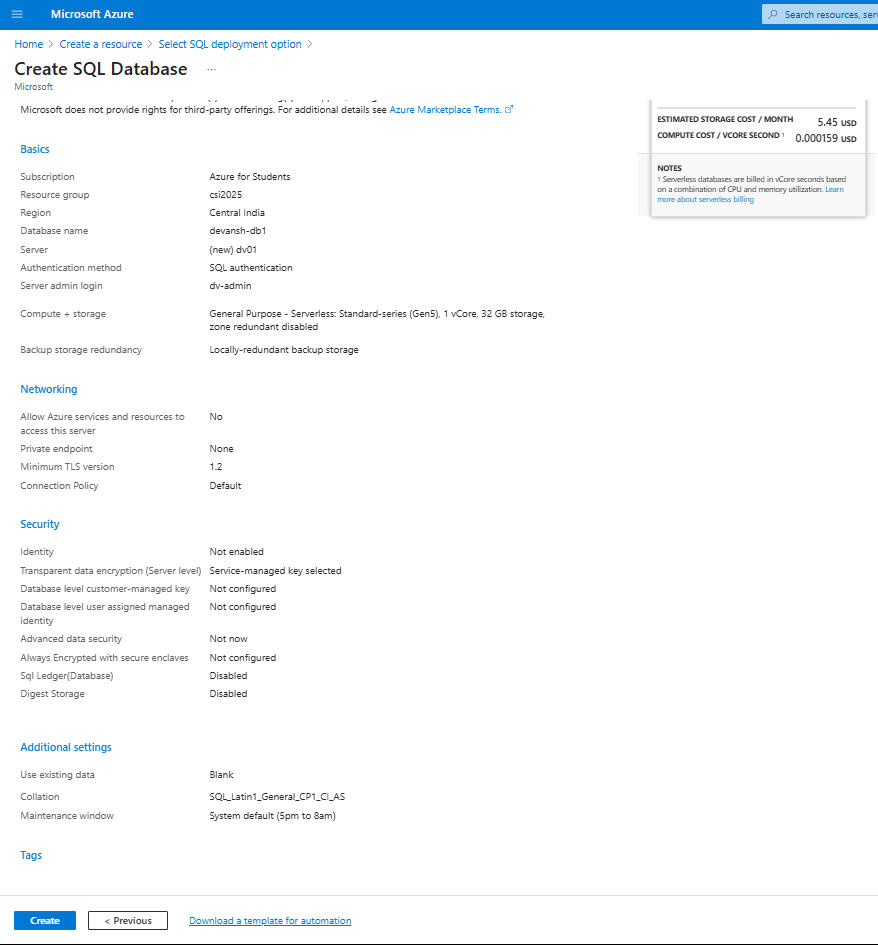 Microsoft Azure
Search resources, ser
Home > Create a resource > Select SQL deployment option >
Create SQL Database ...
Microsoft
Microsoft does not provide rights for third-party offerings. For additional details see Azure Marketplace Terms.
Basics
Subscription Azure for Students
Resource group csi2025
Region Central India
Database name devansh-db1
Server (new) dv01
Authentication method SQL authentication
Server admin login dv-admin
Compute + storage General Purpose - Serverless: Standard-series (Gen5), 1 vCore, 32 GB storage,
zone redundant disabled
Backup storage redundancy Locally-redundant backup storage
Networking
Allow Azure services and resources to No
access this server
Private endpoint None
Minimum TLS version 1.2
Connection Policy Default
Security
Identity Not enabled
Transparent data encryption (Server level) Service-managed key selected
Database level customer-managed key Not configured
Database level user assigned managed Not configured
identity
Advanced data security Not now
Always Encrypted with secure enclaves Not configured
Sql Ledger(Database) Disabled
Digest Storage Disabled
Additional settings
Use existing data Blank
Collation SQL_Latin1_General_CP1_CI_AS
Maintenance window System default (5pm to 8am)
Tags
ESTIMATED STORAGE COST / MONTH 5.45 USD
COMPUTE COST / VCORE SECOND 1 0.000159 USD
NOTES
1 Serverless databases are billed in vCore seconds based
on a combination of CPU and memory utilization. Learn
more about serverless billing
Create
< Previous
Download a template for automation